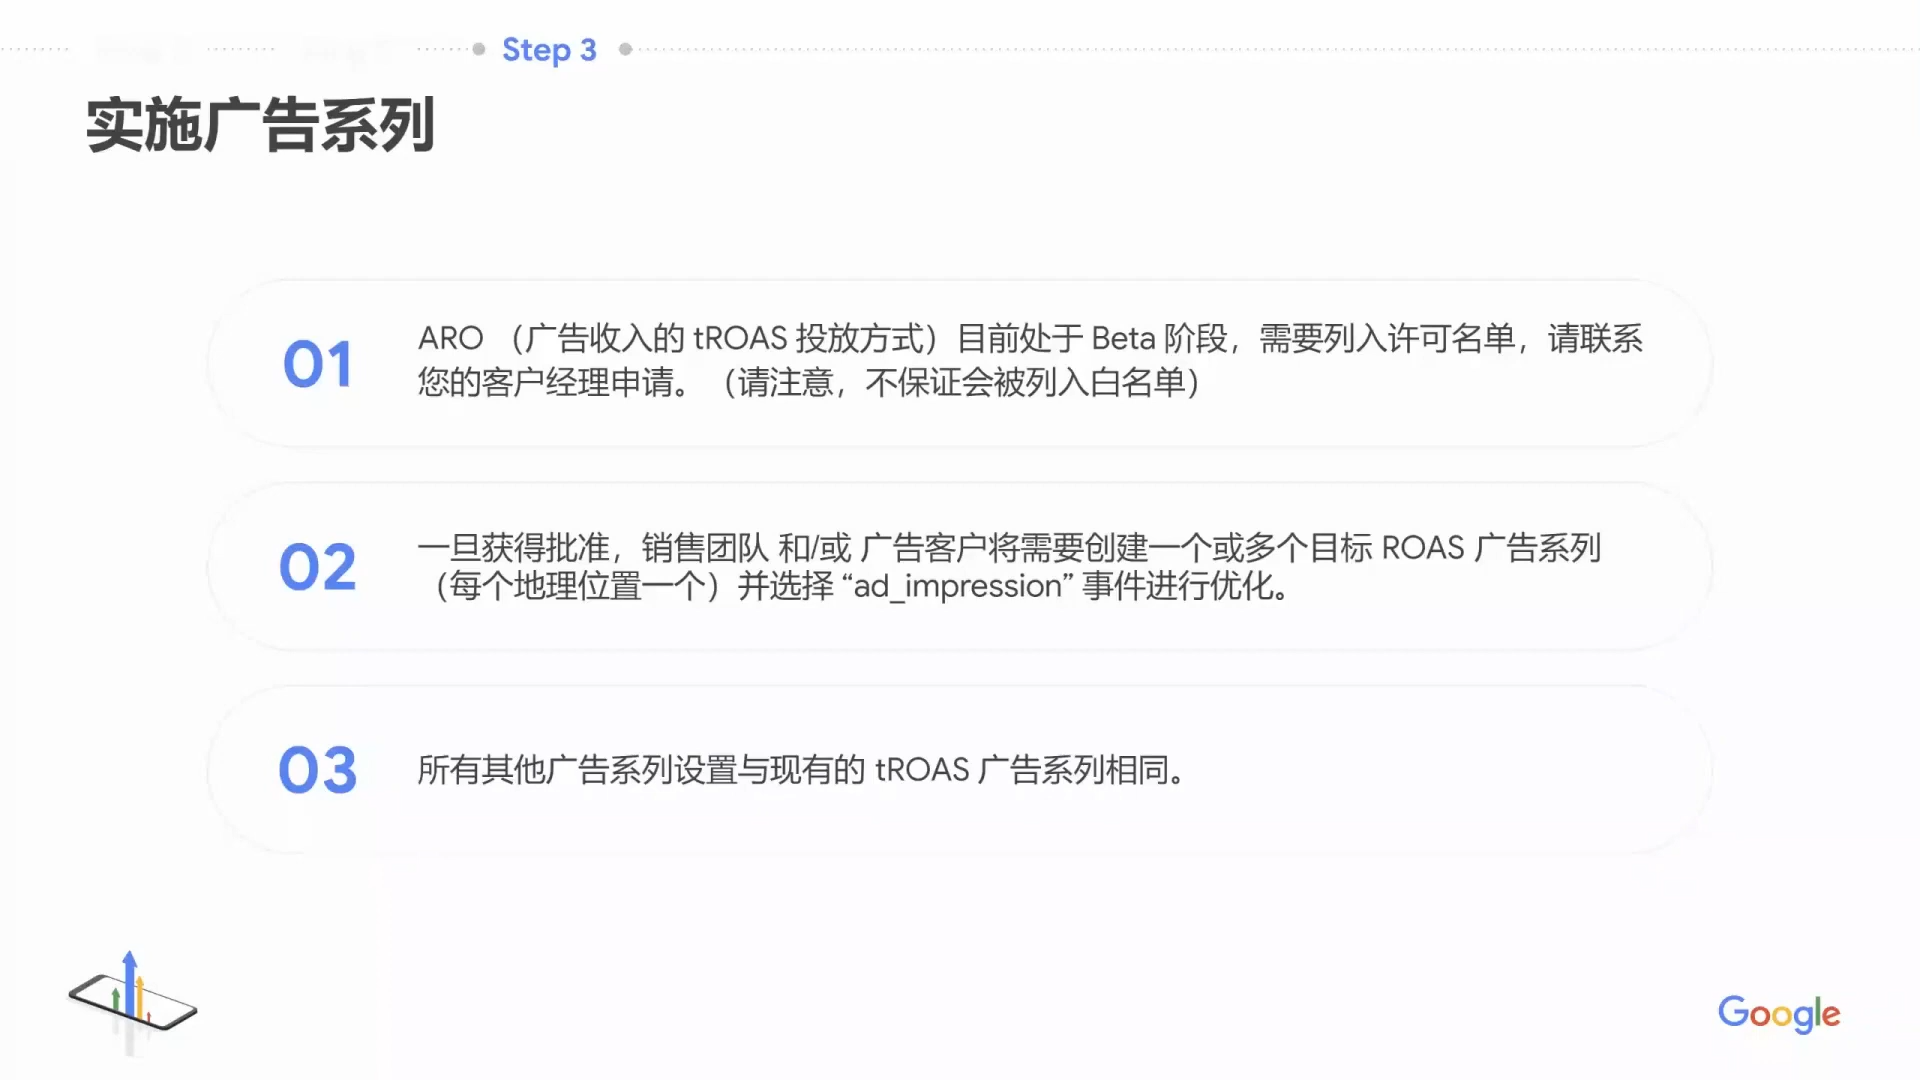 Step 3
实施广告系列
01
ARO （广告收入的 tROAS 投放方式）目前处于 Beta 阶段，需要列入许可名单，请联系
您的客户经理申请。（请注意，不保证会被列入白名单）
02
一旦获得批准，销售团队 和/或 广告客户将需要创建一个或多个目标 ROAS 广告系列
（每个地理位置一个）并选择 “ad_impression” 事件进行优化。
03
所有其他广告系列设置与现有的 tROAS 广告系列相同。
Google